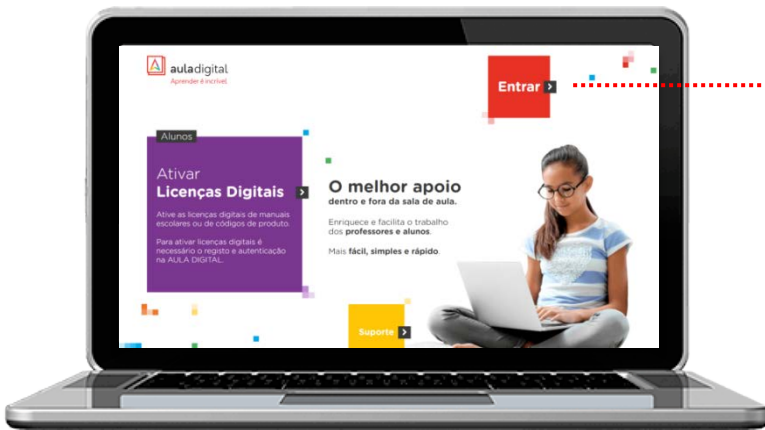 auladigital
Aprender é incrível.
Entrar
Alunos
Ativar
Licenças Digitais
Ative as licenças digitais de manuais
escolares ou de códigos de produto.
Para ativar licenças digitais é
necessário o registo e autenticação
na AULA DIGITAL.
O melhor apoio
dentro e fora da sala de aula.
Enriquece e facilita o trabalho
dos professores e alunos.
Mais fácil, simples e rápido.
Suporte